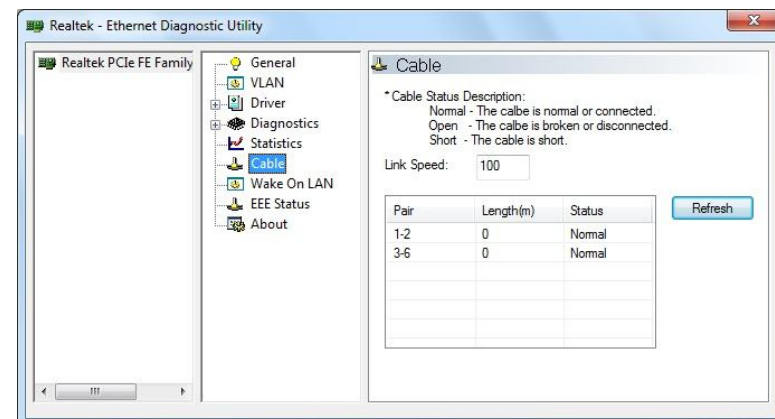 Realtek - Ethernet Diagnostic Utility
Realtek PCIe FE Family
General
VLAN
Driver
Diagnostics
Statistics
Cable
Wake On LAN
EEE Status
About
Cable
*Cable Status Description:
Normal - The calbe is normal or connected.
Open - The calbe is broken or disconnected.
Short - The cable is short.
Link Speed: 100
Pair Length(m) Status
1-2 0 Normal
3-6 0 Normal
Refresh